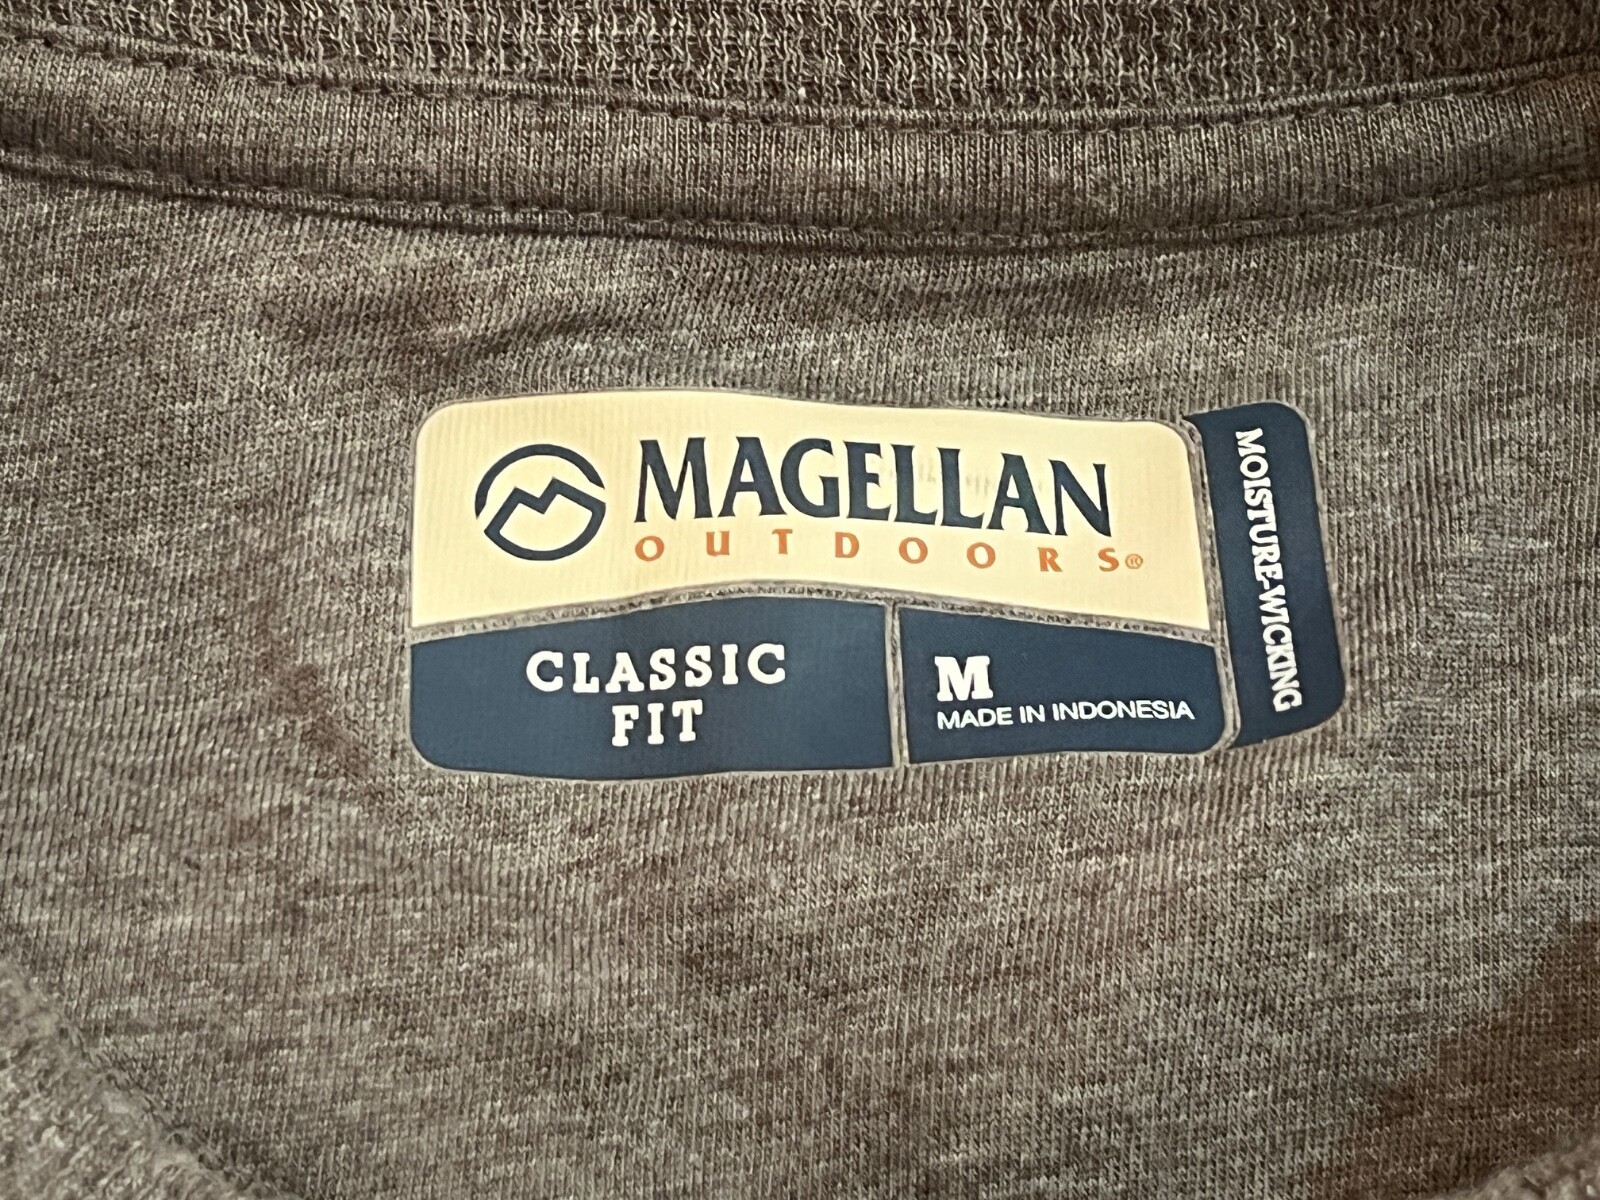 MAGELLAN
OUTDOORS®
CLASSIC
FIT
M
MADE IN INDONESIA
MOISTURE-WICKING